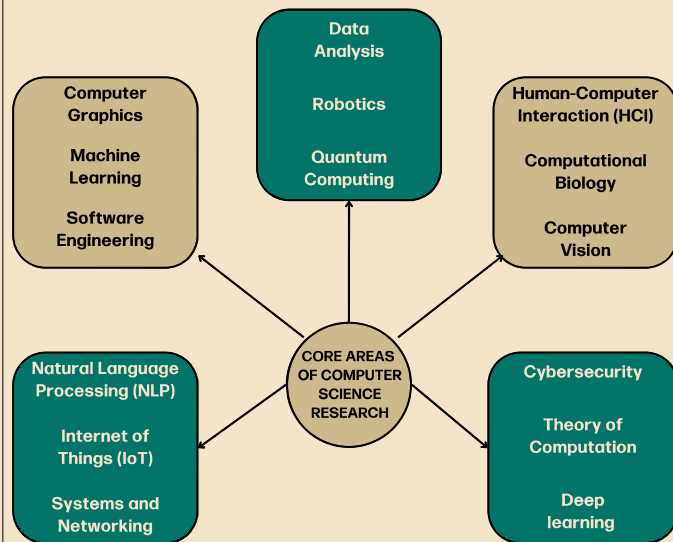 Data
Analysis
Robotics
Quantum
Computing
Computer
Graphics
Machine
Learning
Software
Engineering
Human-Computer
Interaction (HCI)
Computational
Biology
Computer
Vision
CORE AREAS
OF COMPUTER
SCIENCE
RESEARCH
Natural Language
Processing (NLP)
Internet of
Things (IoT)
Systems and
Networking
Cybersecurity
Theory of
Computation
Deep
learning